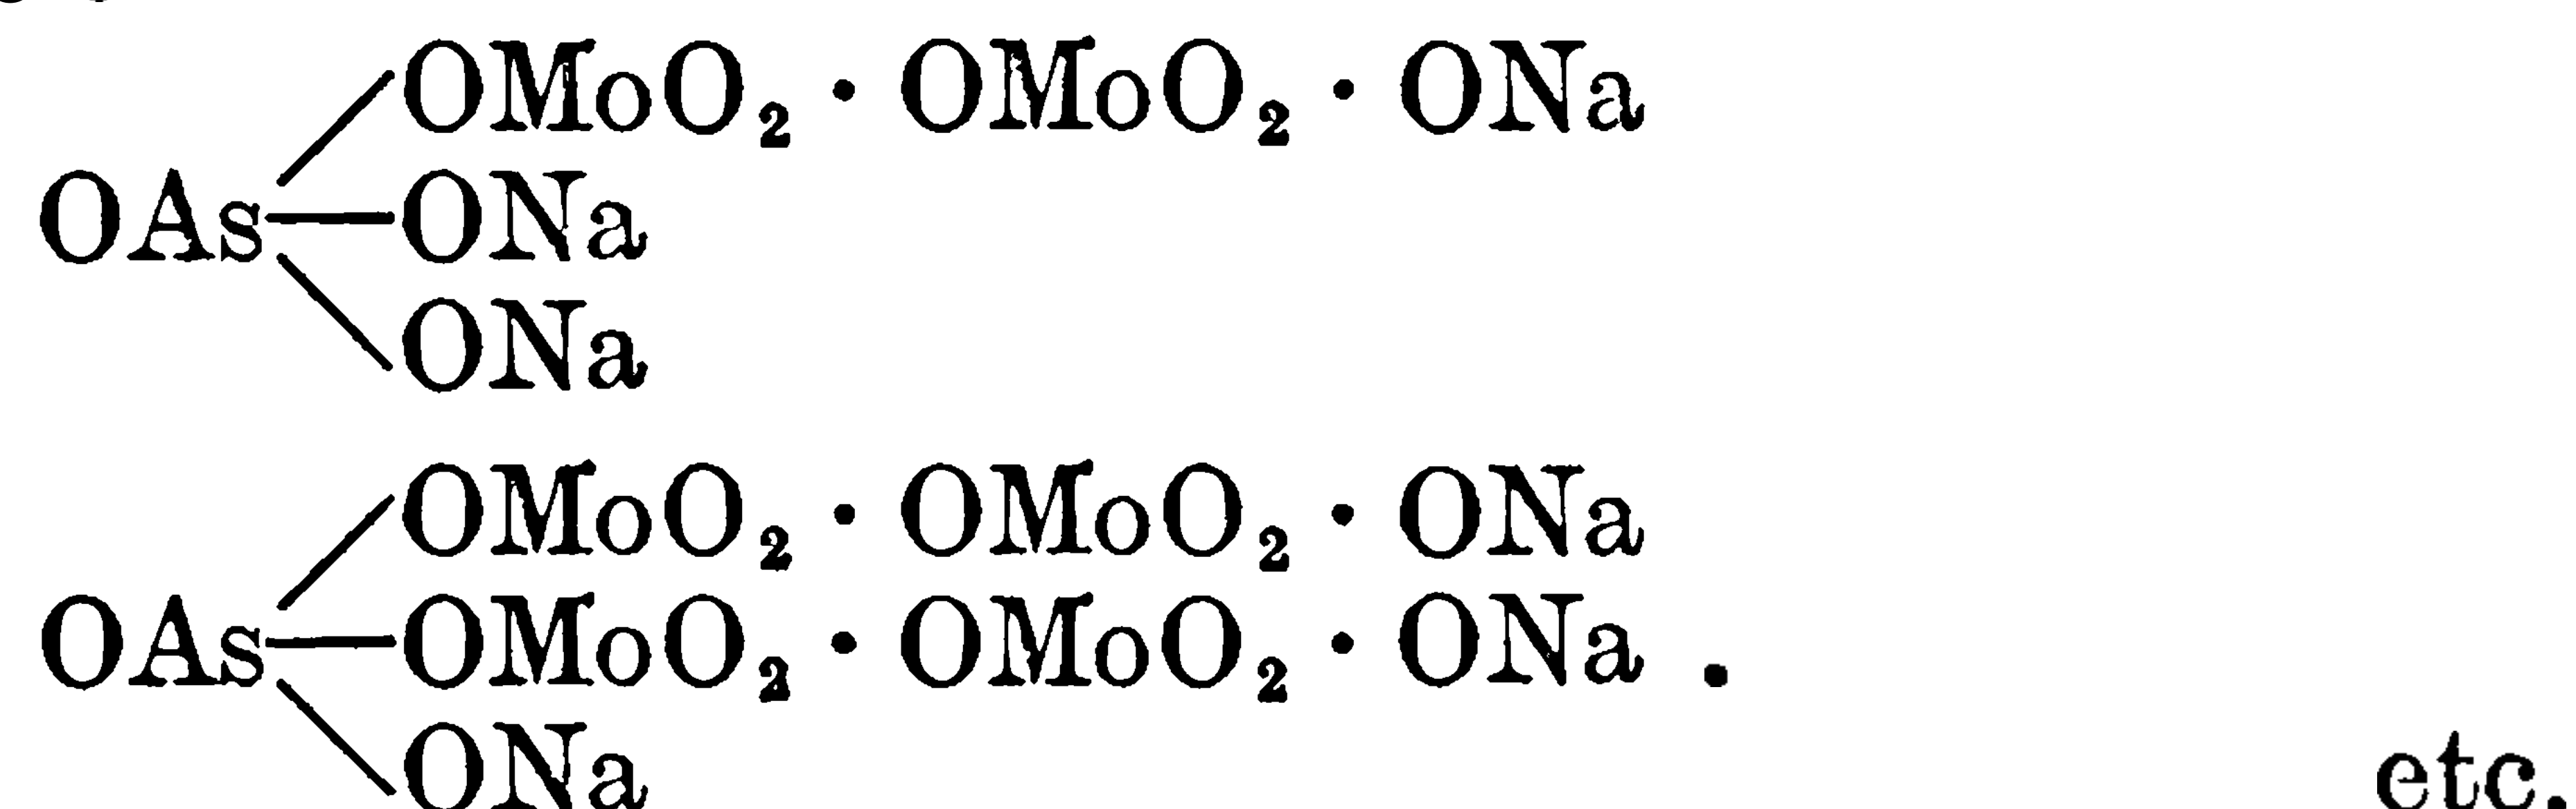 OMoO₂ · OMoO₂ · ONa
OAs—ONa
ONa
OMoO₂ · OMoO₂ · ONa
OAs—OMoO₂ · OMoO₂ · ONa .
ONa
etc.